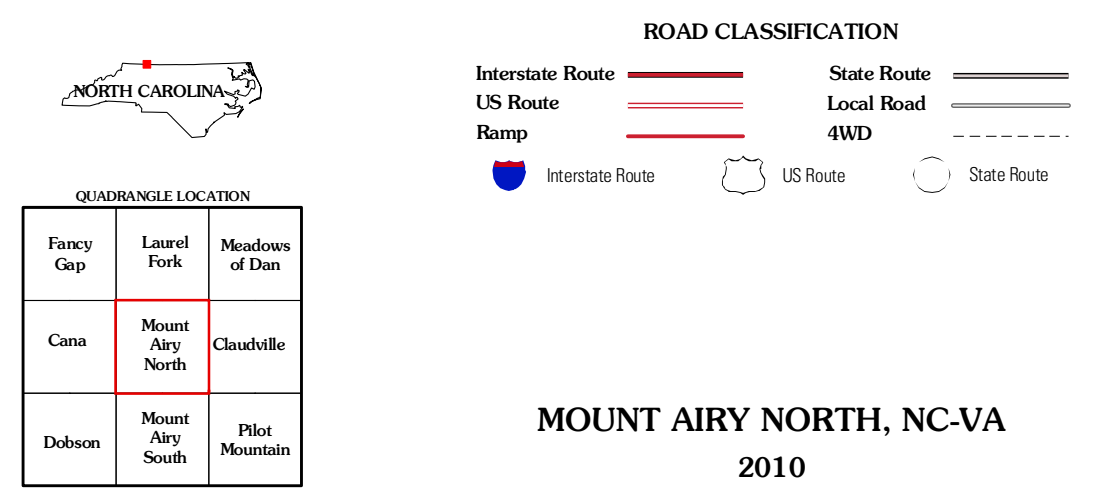 NORTH CAROLINA
QUADRANGLE LOCATION
Fancy
Gap
Laurel
Fork
Meadows
of Dan
Cana
Mount
Airy
North
Claudville
Dobson
Mount
Airy
South
Pilot
Mountain
ROAD CLASSIFICATION
Interstate Route
State Route
US Route
Local Road
Ramp
4WD
Interstate Route
US Route
State Route
MOUNT AIRY NORTH, NC-VA
2010